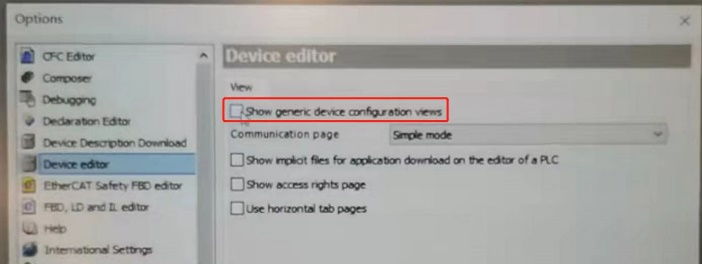 Options
CFC Editor
Composer
Debugging
Declaration Editor
Device Description Download
Device editor
EtherCAT Safety FBD editor
FBD, LD and IL editor
Help
International Settings
Device editor
View
Show generic device configuration views
Communication page
Simple mode
Show implicit files for application download on the editor of a PLC
Show access rights page
Use horizontal tab pages